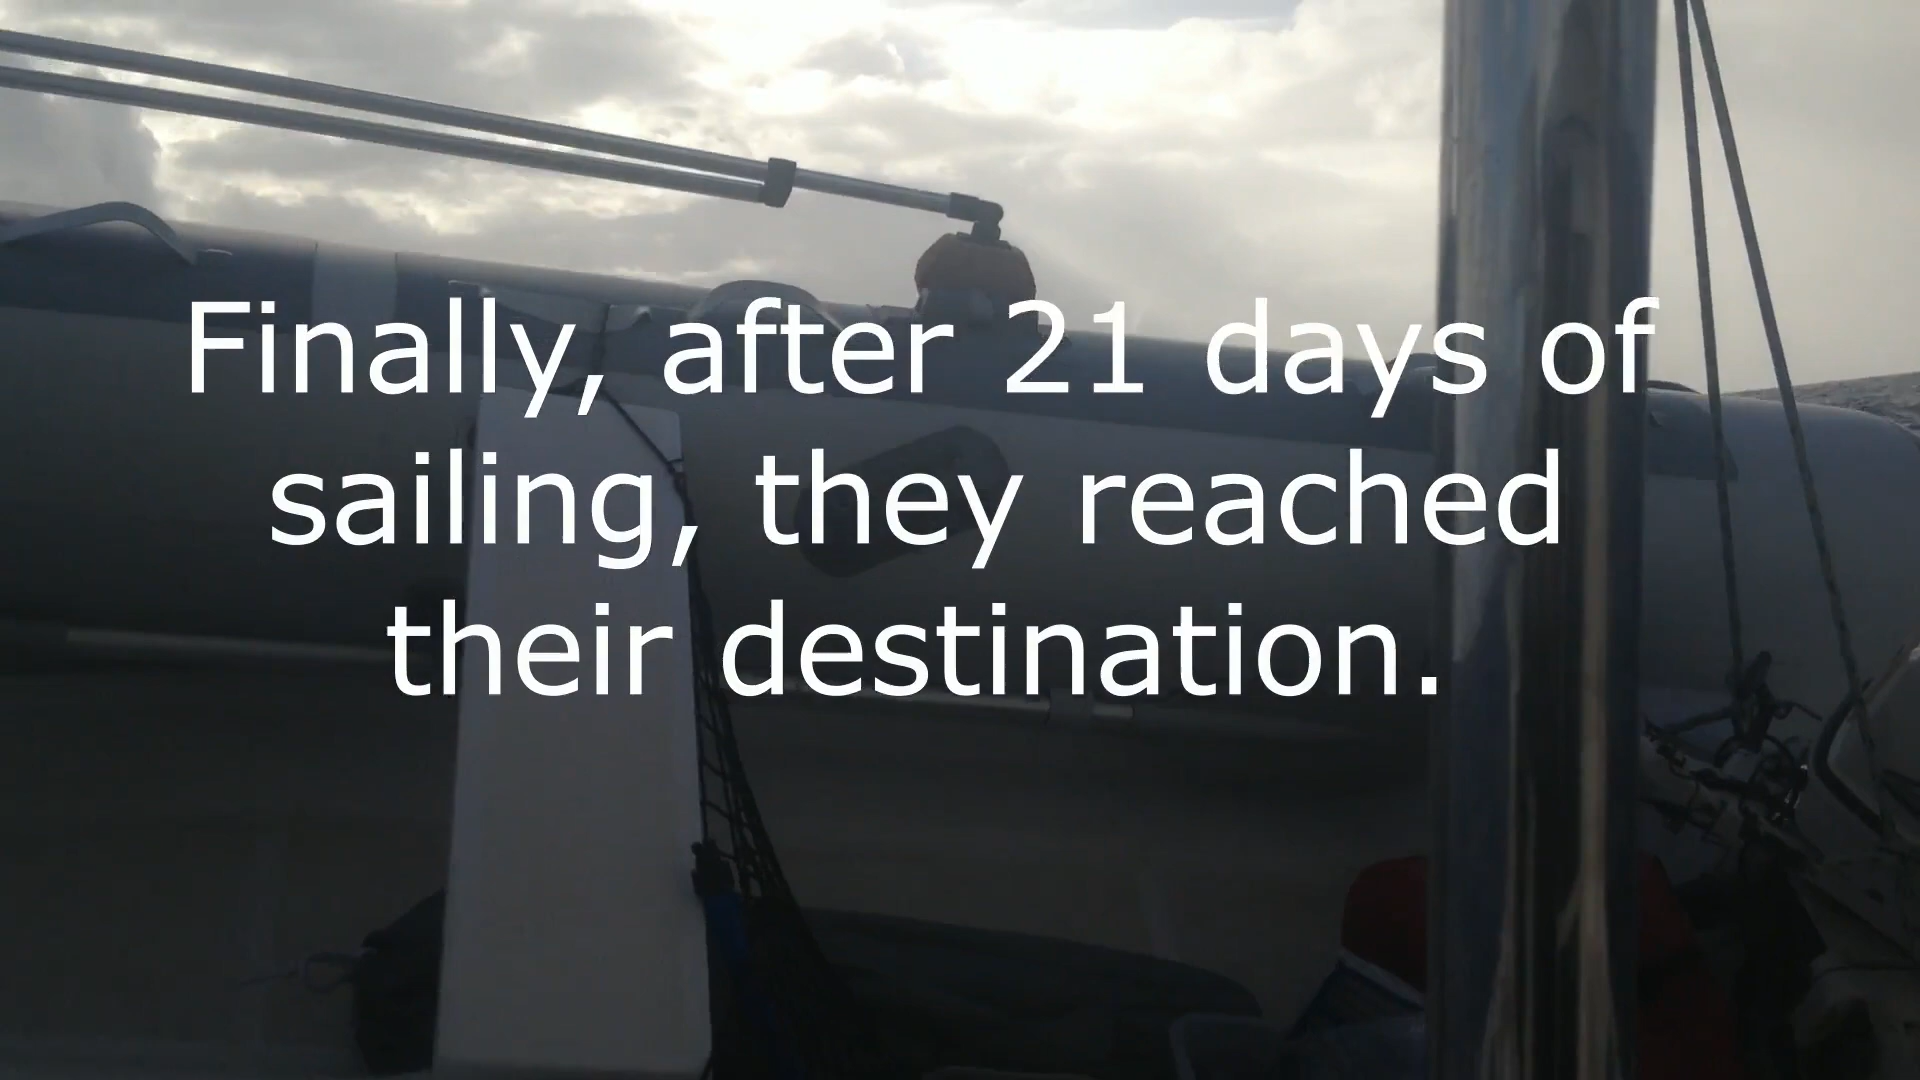 Finally, after 21 days of
sailing, they reached
their destination.